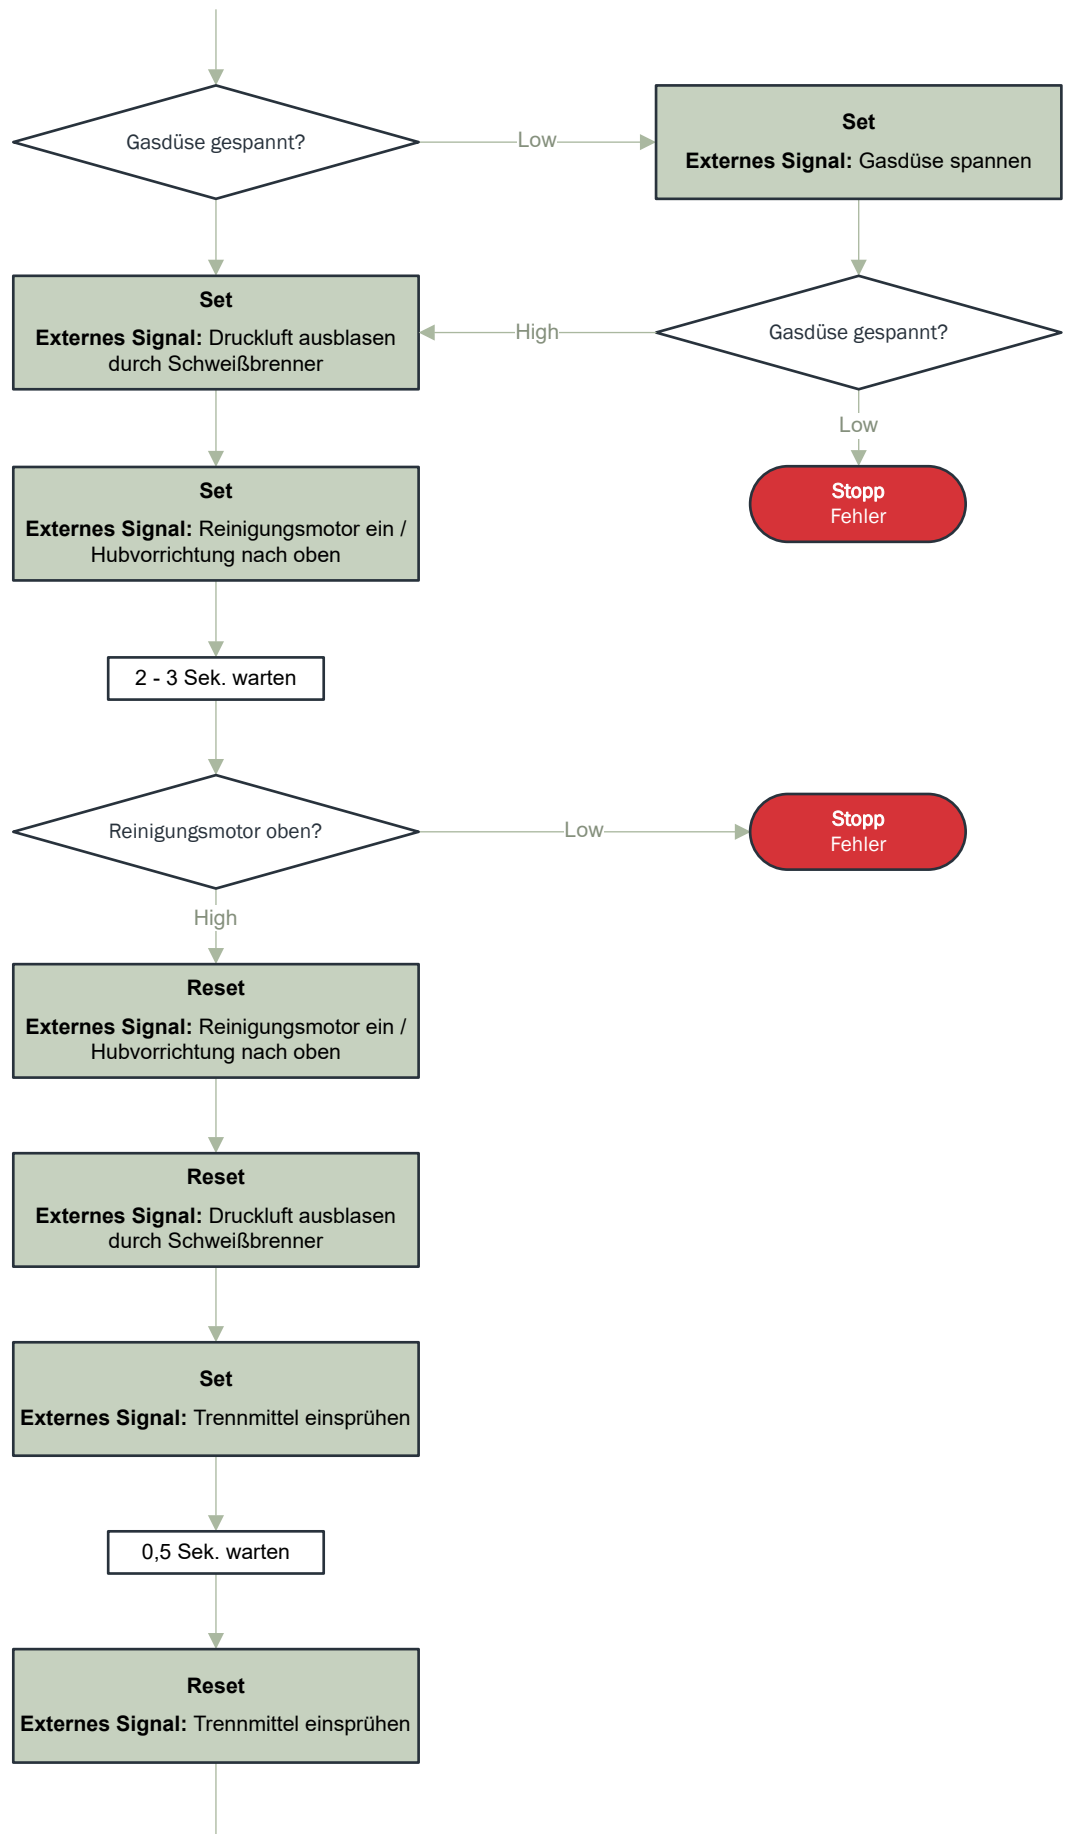 Gasdüse gespannt?
Low
Set
Externes Signal: Gasdüse spannen
Set
Externes Signal: Druckluft ausblasen
durch Schweißbrenner
High
Gasdüse gespannt?
Low
Stopp
Fehler
Set
Externes Signal: Reinigungsmotor ein /
Hubvorrichtung nach oben
2 - 3 Sek. warten
Reinigungsmotor oben?
Low
Stopp
Fehler
High
Reset
Externes Signal: Reinigungsmotor ein /
Hubvorrichtung nach oben
Reset
Externes Signal: Druckluft ausblasen
durch Schweißbrenner
Set
Externes Signal: Trennmittel einsprühen
0,5 Sek. warten
Reset
Externes Signal: Trennmittel einsprühen